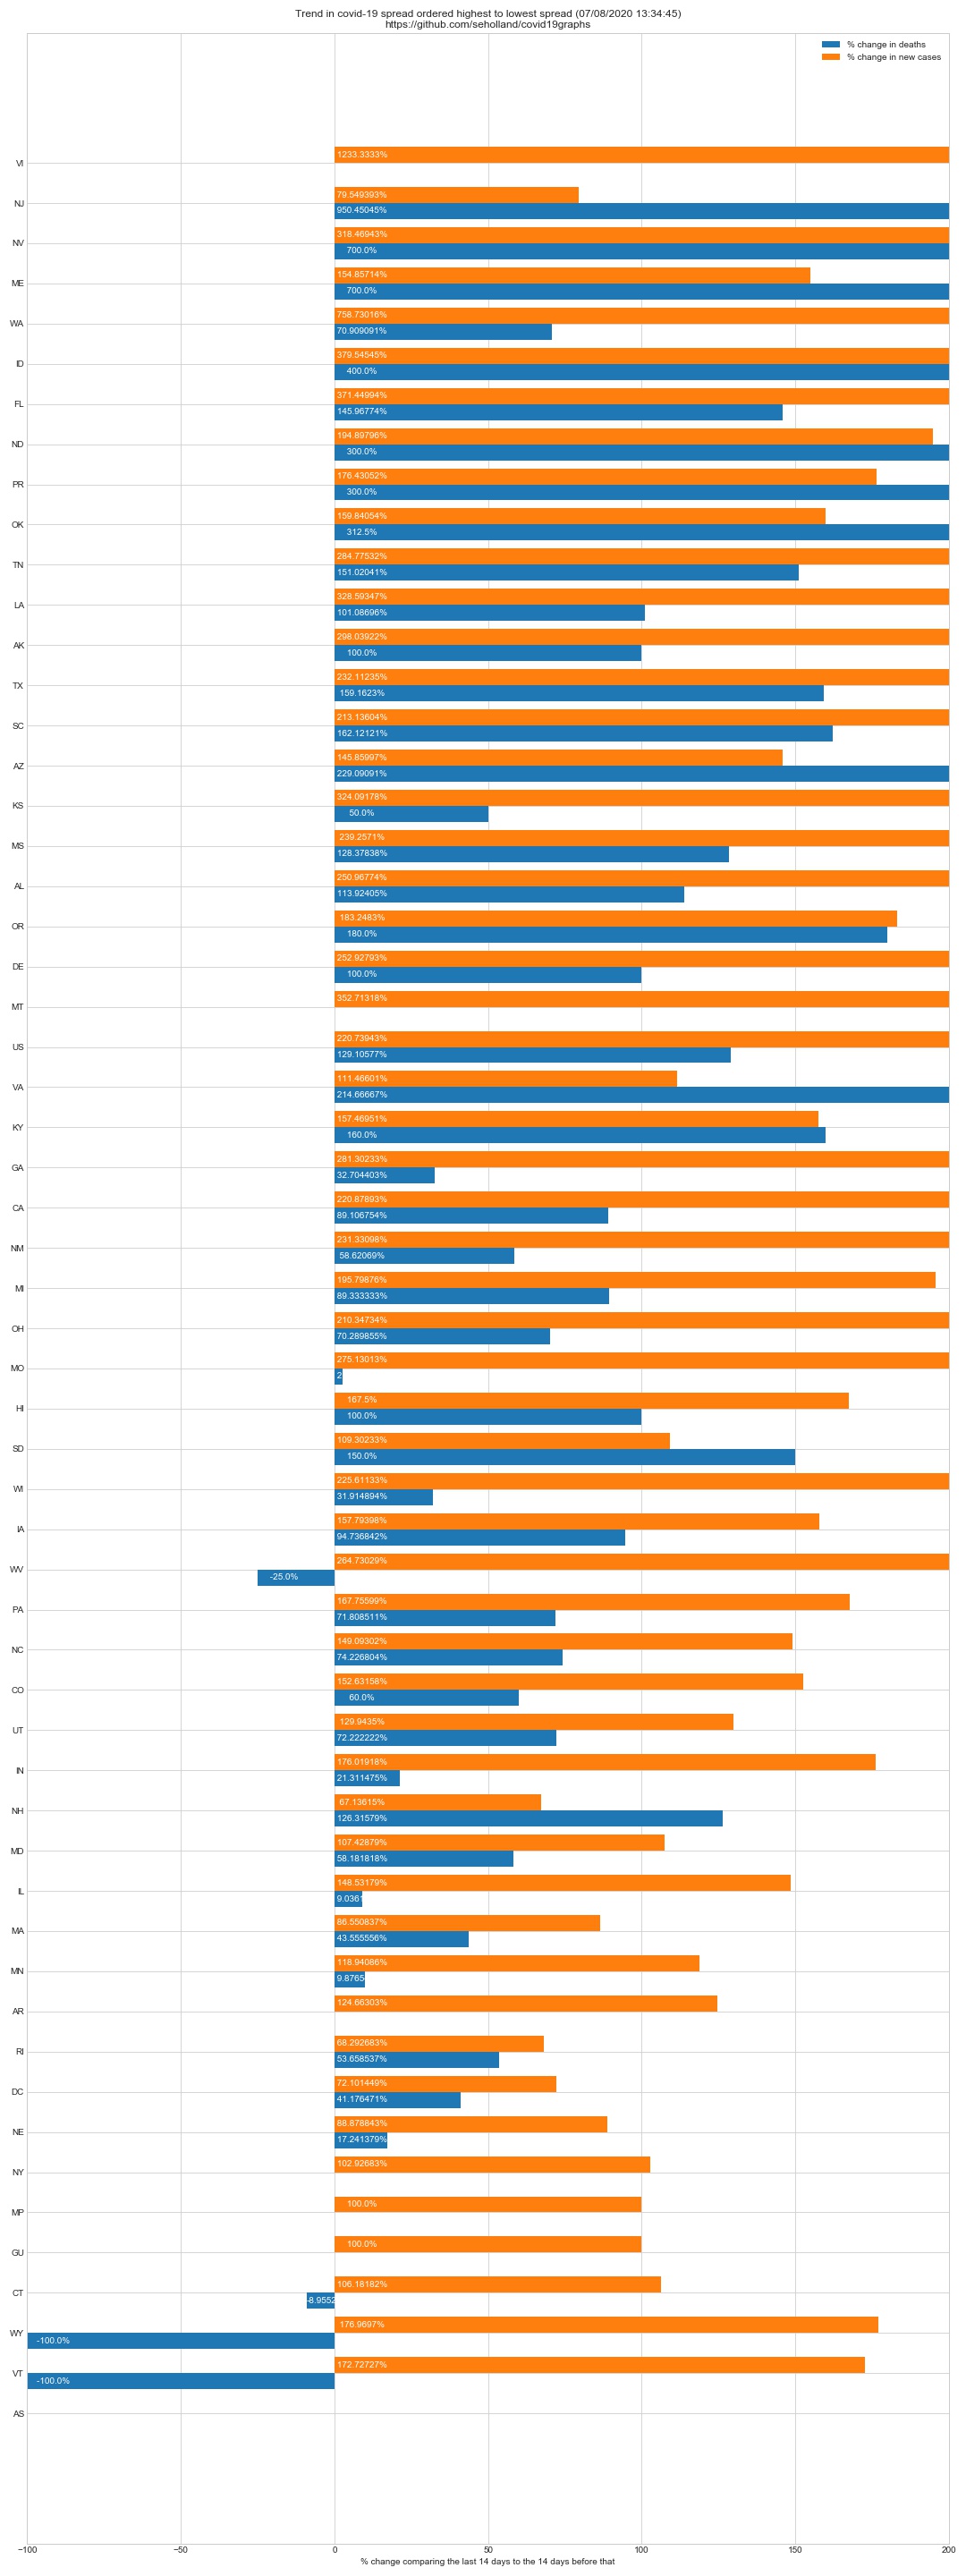 Trend in covid-19 spread ordered highest to lowest spread (07/08/2020 13:34:45)
https://github.com/seholland/covid19graphs
% change in deaths
% change in new cases
1233.3333%
VI
79.549393%
NJ
950.45045%
318.46943%
NV
700.0%
154.85714%
ME
700.0%
758.73016%
WA
70.909091%
379.54545%
ID
400.0%
371.44994%
FL
145.96774%
194.89796%
ND
300.0%
176.43052%
PR
300.0%
159.84054%
OK
312.5%
284.77532%
TN
151.02041%
328.59347%
LA
101.08696%
298.03922%
AK
100.0%
232.11235%
TX
159.1623%
213.13604%
SC
162.12121%
145.85997%
AZ
229.09091%
324.09178%
KS
50.0%
239.2571%
MS
128.37838%
250.96774%
AL
113.92405%
183.2483%
OR
180.0%
252.92793%
DE
100.0%
352.71318%
MT
220.73943%
US
129.10577%
111.46601%
VA
214.66667%
157.46951%
KY
160.0%
281.30233%
GA
32.704403%
220.87893%
CA
89.106754%
231.33098%
NM
58.62069%
195.79876%
MI
89.333333%
210.34734%
OH
70.289855%
275.13013%
MO
2
167.5%
HI
100.0%
109.30233%
SD
150.0%
225.61133%
WI
31.914894%
157.79398%
IA
94.736842%
264.73029%
WV
-25.0%
167.75599%
PA
71.808511%
149.09302%
NC
74.226804%
152.63158%
CO
60.0%
129.9435%
UT
72.222222%
176.01918%
IN
21.311475%
67.13615%
NH
126.31579%
107.42879%
MD
58.181818%
148.53179%
IL
9.036
86.550837%
MA
43.555556%
118.94086%
MN
9.8765
124.66303%
AR
68.292683%
RI
53.658537%
72.101449%
DC
41.176471%
88.878843%
NE
17.241379%
102.92683%
NY
100.0%
MP
100.0%
GU
106.18182%
CT
-8.9552
176.9697%
WY
-100.0%
172.72727%
VT
-100.0%
AS
−100 −50 0 50 100 150 200
% change comparing the last 14 days to the 14 days before that